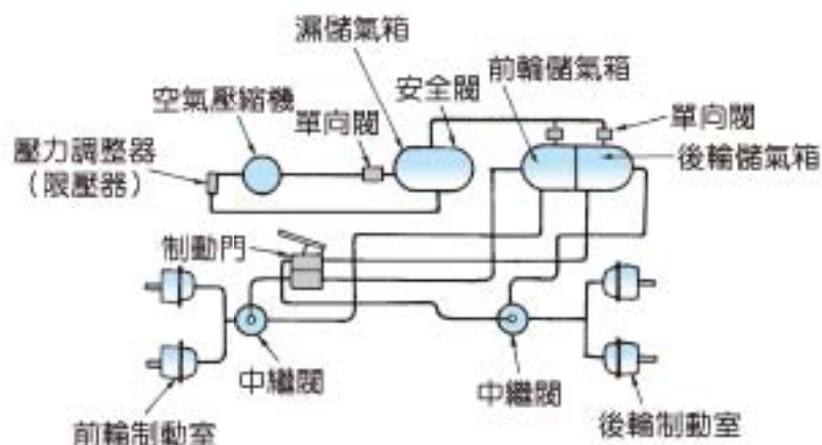 漏儲氣箱
前輪儲氣箱
安全閥
空氣壓縮機
單向閥
單向閥
壓力調整器
(限壓器)
後輪儲氣箱
制動門
中繼閥
中繼閥
前輪制動室
後輪制動室